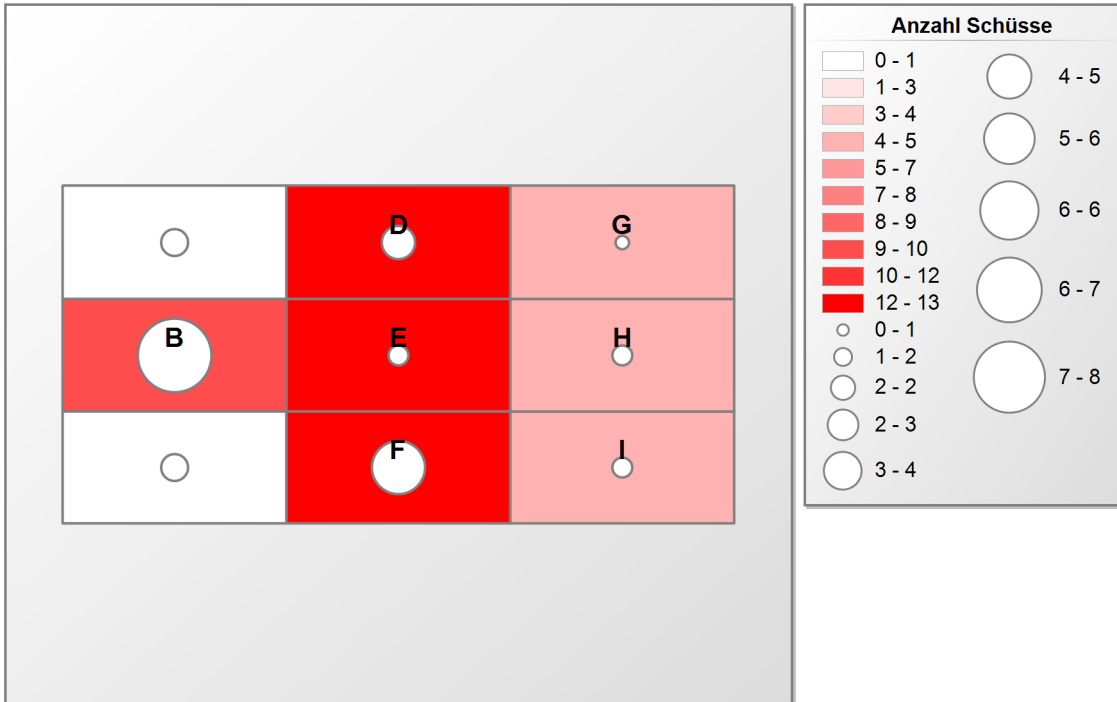 D
G
B
E
H
F
I
Anzahl Schüsse
0 - 1
1 - 3
3 - 4
4 - 5
5 - 7
7 - 8
8 - 9
9 - 10
10 - 12
12 - 13
0 - 1
1 - 2
2 - 2
2 - 3
3 - 4
4 - 5
5 - 6
6 - 6
6 - 7
7 - 8